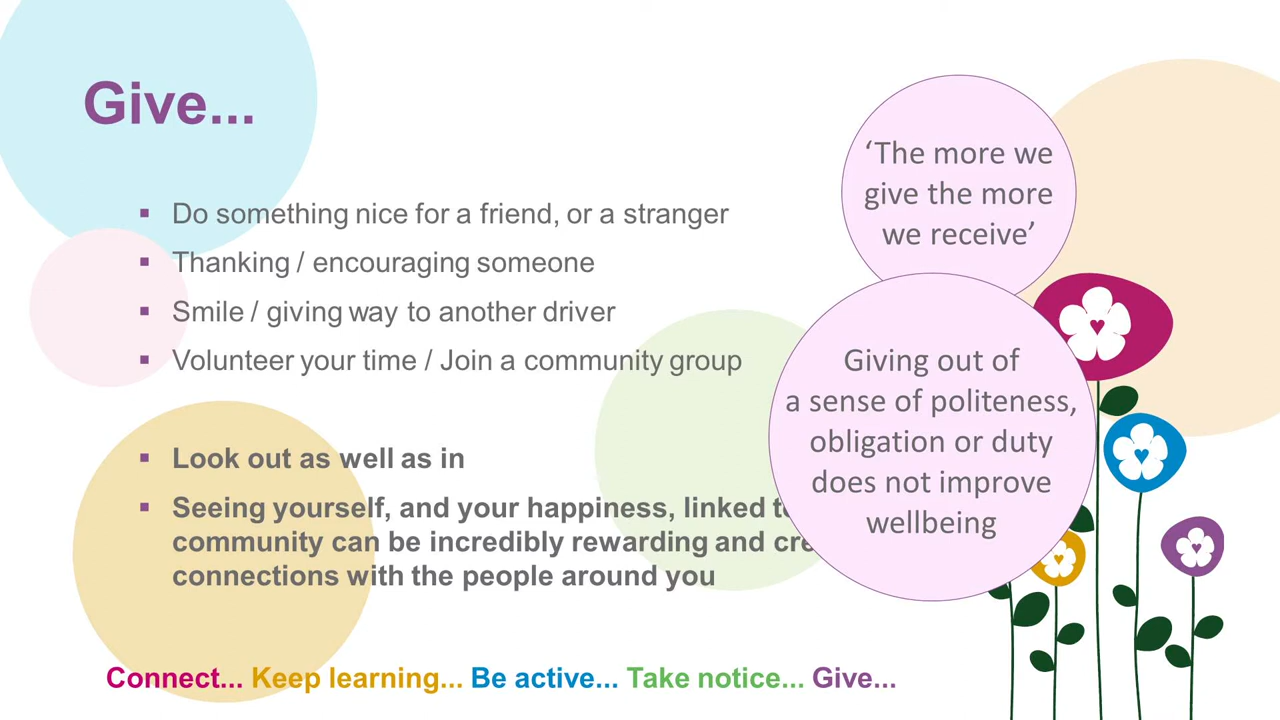 Give...
Do something nice for a friend, or a stranger
Thanking / encouraging someone
Smile / giving way to another driver
Volunteer your time / Join a community group
Look out as well as in
Seeing yourself, and your happiness, linked
community can be incredibly rewarding and
connections with the people around you
‘The more we
give the more
we receive’
Giving out of
a sense of politeness,
obligation or duty
does not improve
wellbeing
Connect... Keep learning... Be active... Take notice... Give...